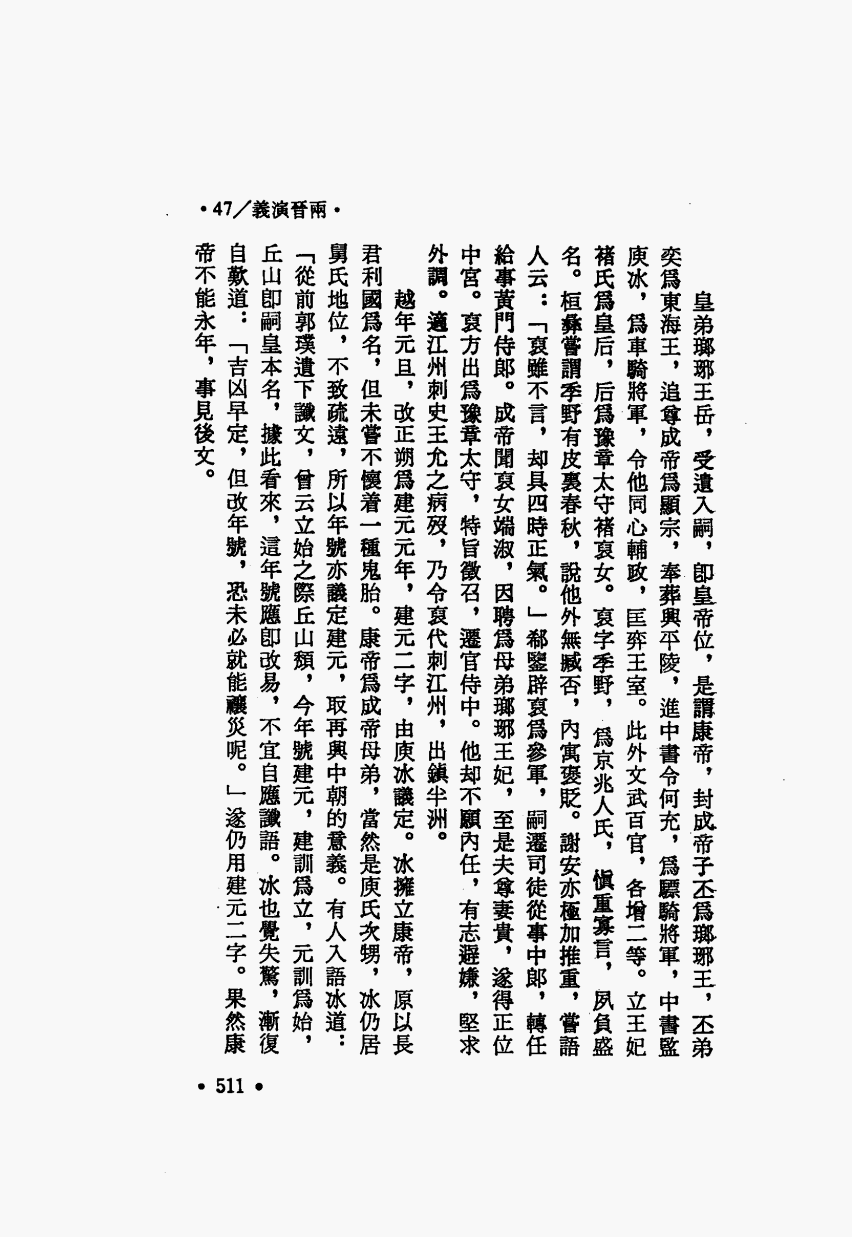 •47／義演晉兩•
皇弟瑯琊王岳，受遺入嗣，卽皇帝位，是謂康帝，封成帝子丕爲瑯琊王，丕弟
奕爲東海王，追尊成帝爲顯宗，奉葬興平陵，進中書令何充，爲驃騎將軍，中書監
庾冰，爲車騎將軍，令他同心輔政，匡弼王室。此外文武百官，各增二等。立王妃
褚氏爲皇后，后爲豫章太守褚裒女。裒字季野，爲京兆人氏，愼重寡言，夙負盛
名。桓彝嘗謂季野有皮裏春秋，說他外無臧否，內寓褒貶。謝安亦極加推重，嘗語
人云：「裒雖不言，却具四時正氣。」郗鑒辟裒爲參軍，嗣遷司徒從事中郎，轉任
給事黃門侍郎。成帝聞裒女端淑，因聘爲母弟瑯琊王妃，至是夫尊妻貴，遂得正位
中宮。裒方出爲豫章太守，特旨徵召，遷官侍中。他却不願內任，有志避嫌，堅求
外調。適江州刺史王允之病歿，乃令裒代刺江州，出鎮半洲。
越年元旦，改正朔爲建元元年，建元二字，由庾冰議定。冰擁立康帝，原以長
君利國爲名，但未嘗不懷着一種鬼胎。康帝爲成帝母弟，當然是庾氏次甥，冰仍居
舅氏地位，不致疏遠，所以年號亦議定建元，取再興中朝的意義。有人入語冰道：
「從前郭璞遺下讖文，曾云立始之際丘山頹，今年號建元，建訓爲立，元訓爲始，
丘山卽嗣皇本名，據此看來，這年號應卽改易，不宜自應讖語。冰也覺失驚，漸復
自歎道：「吉凶早定，但改年號，恐未必就能禳災呢。」遂仍用建元二字。果然康
帝不能永年，事見後文。
•511•